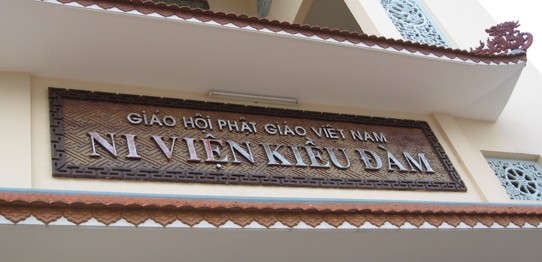 GIÁO HỘI PHẬT GIÁO VIỆT NAM
NI VIỆN KIỀU ĐÀM